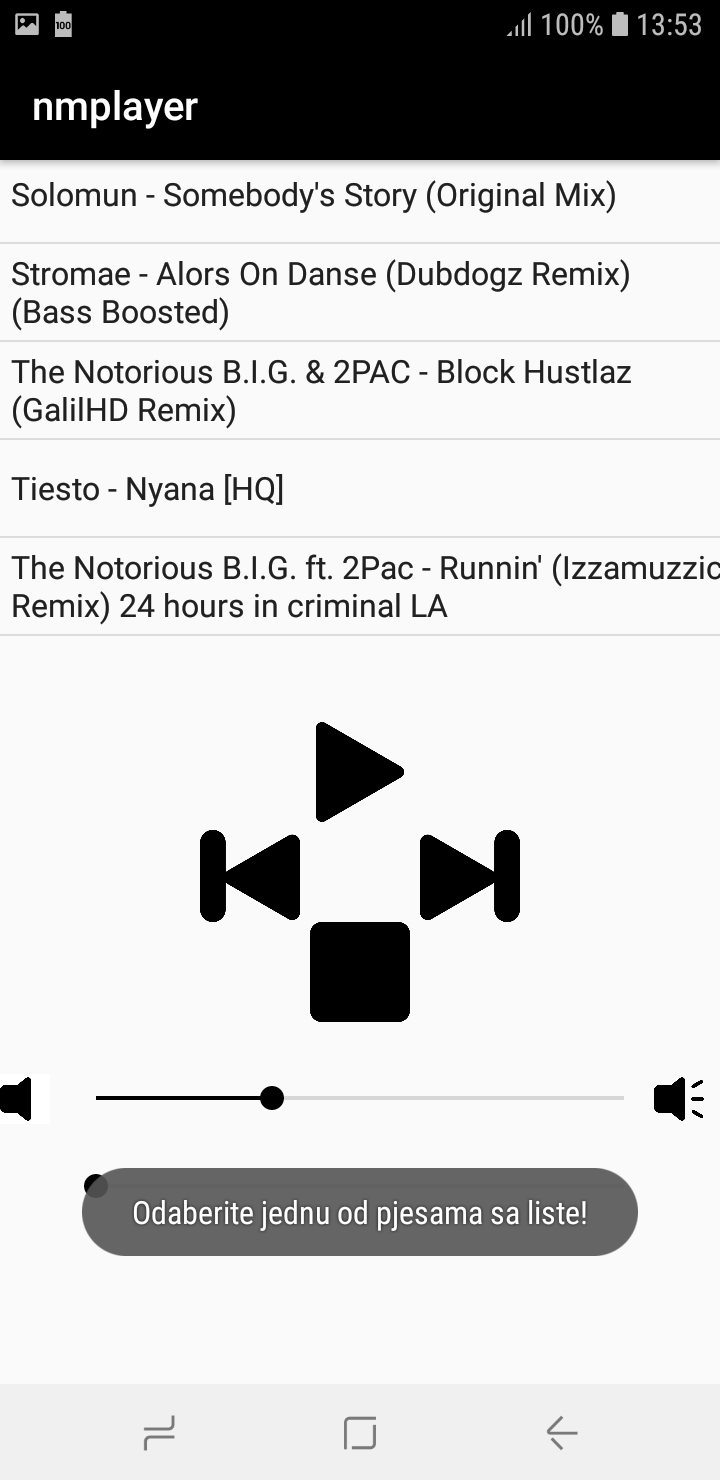 100
100% 13:53
nmplayer
Solomun - Somebody's Story (Original Mix)
Stromae - Alors On Danse (Dubdogz Remix)
(Bass Boosted)
The Notorious B.I.G. & 2PAC - Block Hustlaz
(GalilHD Remix)
Tiesto - Nyana [HQ]
The Notorious B.I.G. ft. 2Pac - Runnin' (Izzamuzzic
Remix) 24 hours in criminal LA
Odaberite jednu od pjesama sa liste!